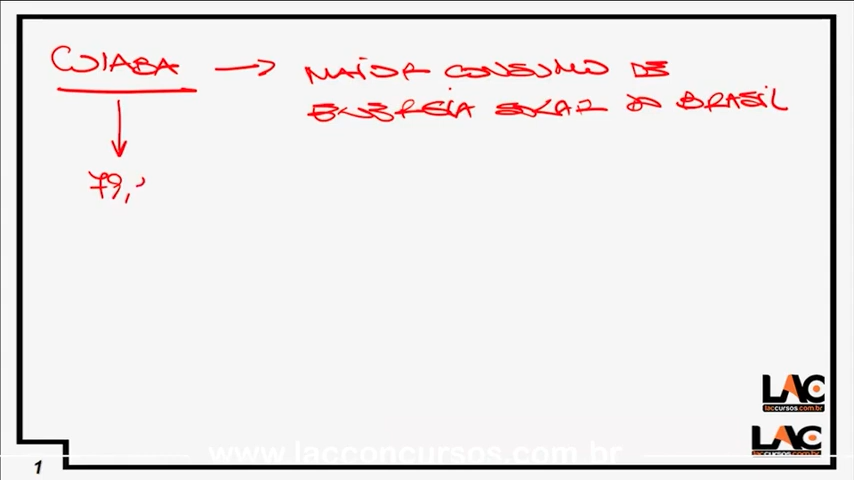 CUIABA → MAIOR CONSUMO DE
ENERGIA SOLAR DO BRASIL
79,
LAC
laccursos.com.br
LAC
laccursos.com.br
www.lacconcursos.com.br
1